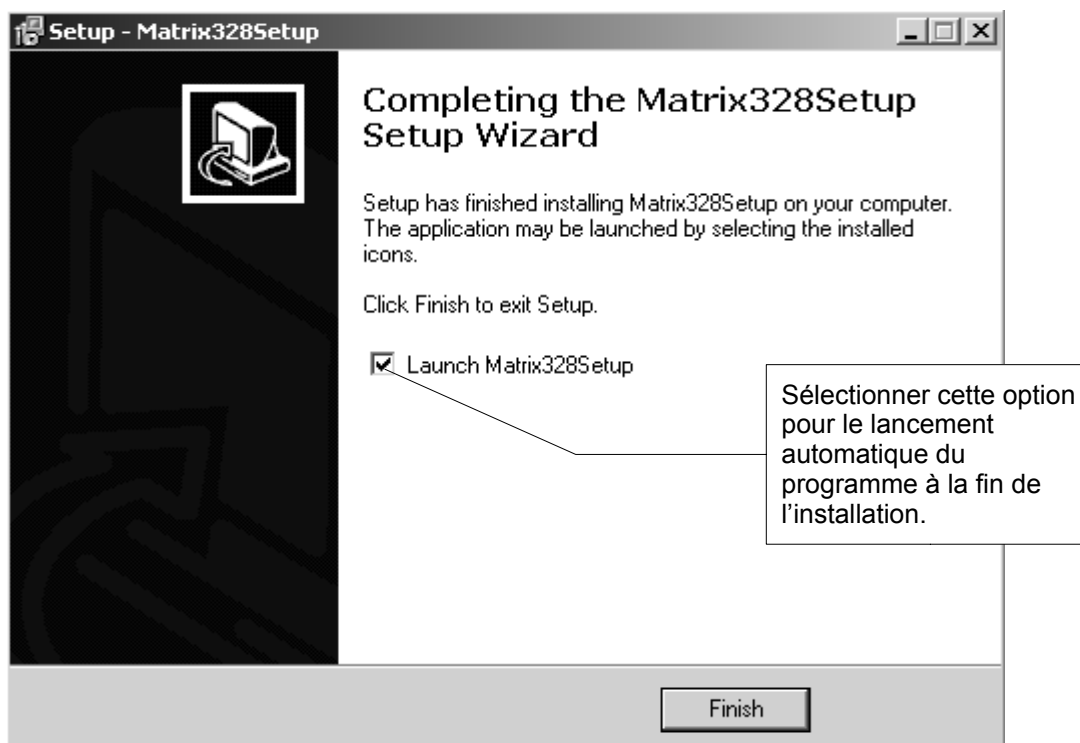 Setup - Matrix328Setup
Completing the Matrix328Setup
Setup Wizard
Setup has finished installing Matrix328Setup on your computer.
The application may be launched by selecting the installed
icons.
Click Finish to exit Setup.
Launch Matrix328Setup
Sélectionner cette option
pour le lancement
automatique du
programme à la fin de
l’installation.
Finish